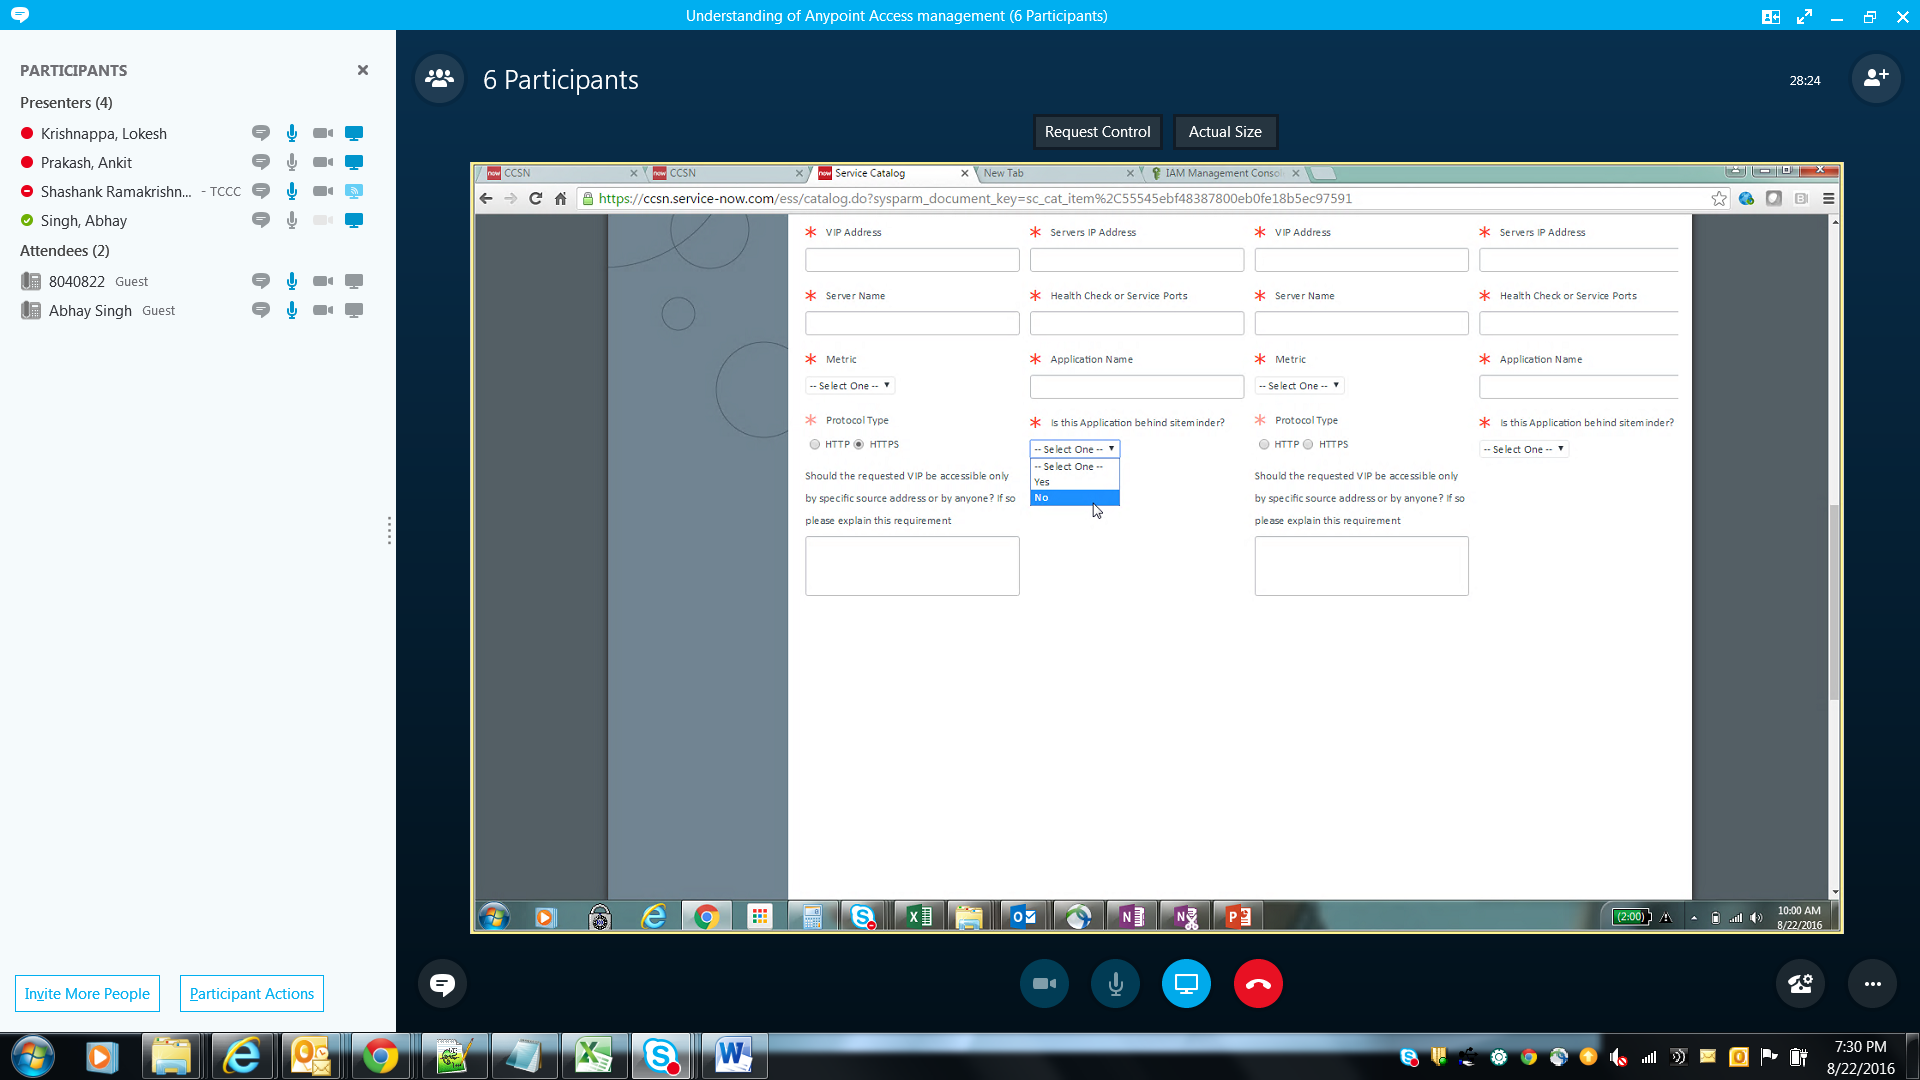 Understanding of Anypoint Access management (6 Participants)
PARTICIPANTS
Presenters (4)
Krishnappa, Lokesh
Prakash, Ankit
Shashank Ramakrishn... - TCCC
Singh, Abhay
Attendees (2)
8040822 Guest
Abhay Singh Guest
Invite More People
Participant Actions
6 Participants
28:24
Request Control
Actual Size
now CCSN
now CCSN
now Service Catalog
New Tab
IAM Management Consol
https://ccsn.service-now.com/ess/catalog.do?sysparm_document_key=sc_cat_item%2C55545ebf48387800eb0fe18b5ec97591
VIP Address Servers IP Address VIP Address Servers IP Address
Server Name Health Check or Service Ports Server Name Health Check or Service Ports
Metric Application Name Metric Application Name
-- Select One -- -- Select One --
Protocol Type Is this Application behind siteminder? Protocol Type Is this Application behind siteminder?
HTTP HTTPS -- Select One -- HTTP HTTPS -- Select One --
-- Select One --
Yes
No
Should the requested VIP be accessible only
by specific source address or by anyone? If so
please explain this requirement
Should the requested VIP be accessible only
by specific source address or by anyone? If so
please explain this requirement
(2:00)
10:00 AM
8/22/2016
7:30 PM
8/22/2016